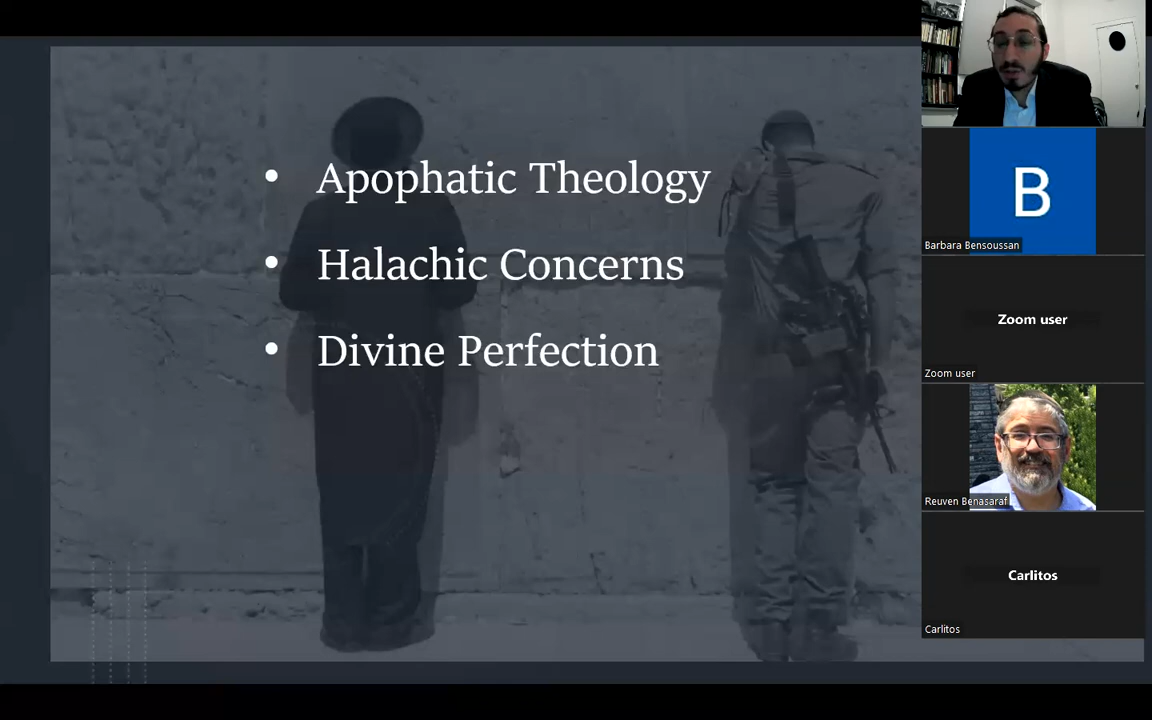 • Apophatic Theology
• Halachic Concerns
• Divine Perfection
B
Barbara Bensoussan
Zoom user
Zoom user
Reuven Benasaraf
Carlitos
Carlitos